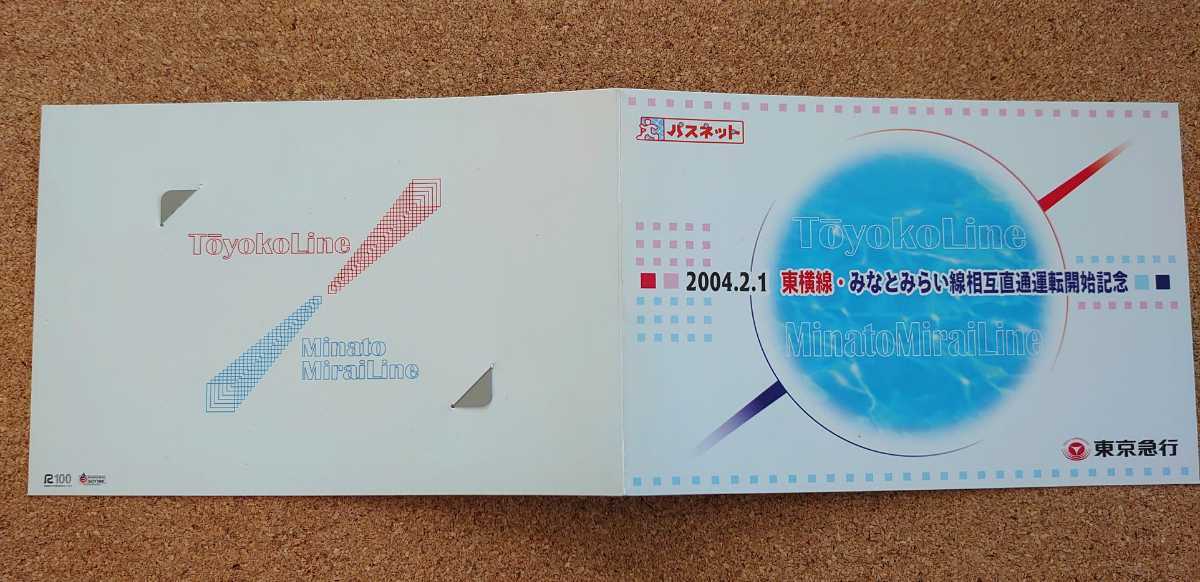 TōyokoLine
Minato
MiraiLine
R100
パスネット
TōyokoLine
2004.2.1 東横線・みなとみらい線相互直通運転開始記念
MinatoMiraiLine
東京急行